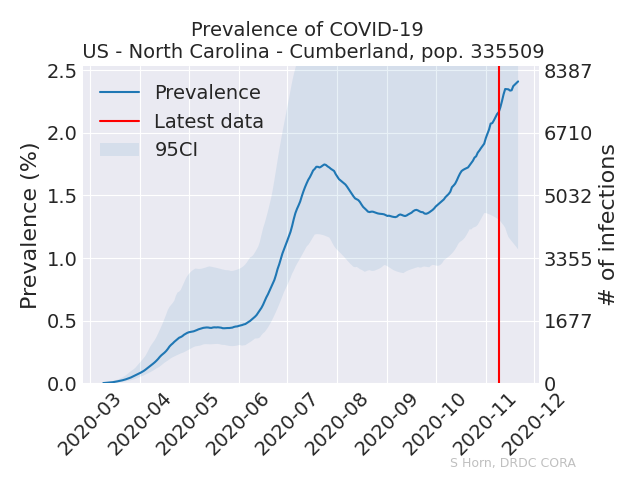 Prevalence of COVID-19
US - North Carolina - Cumberland, pop. 335509
Prevalence (%)
2.5
2.0
1.5
1.0
0.5
0.0
Prevalence
Latest data
95CI
8387
6710
5032
3355
1677
0
# of infections
2020-03
2020-04
2020-05
2020-06
2020-07
2020-08
2020-09
2020-10
2020-11
2020-12
S Horn, DRDC CORA